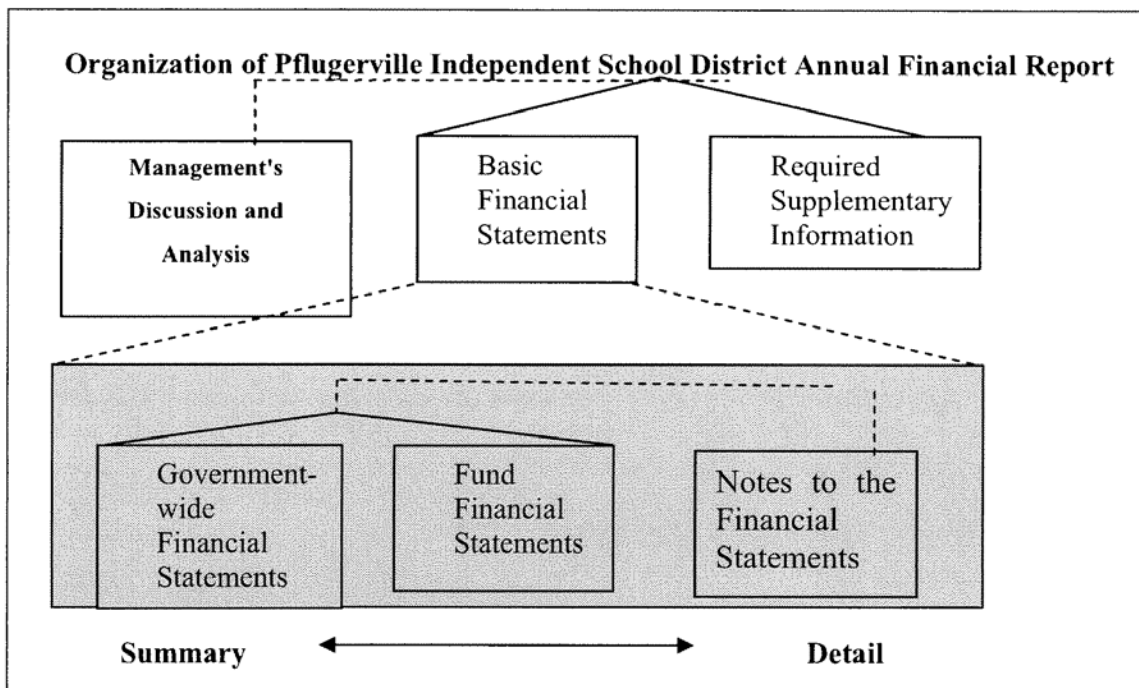 Organization of Pflugerville Independent School District Annual Financial Report
Management's
Discussion and
Analysis
Basic
Financial
Statements
Required
Supplementary
Information
Government-
wide
Financial
Statements
Fund
Financial
Statements
Notes to the
Financial
Statements
Summary
Detail